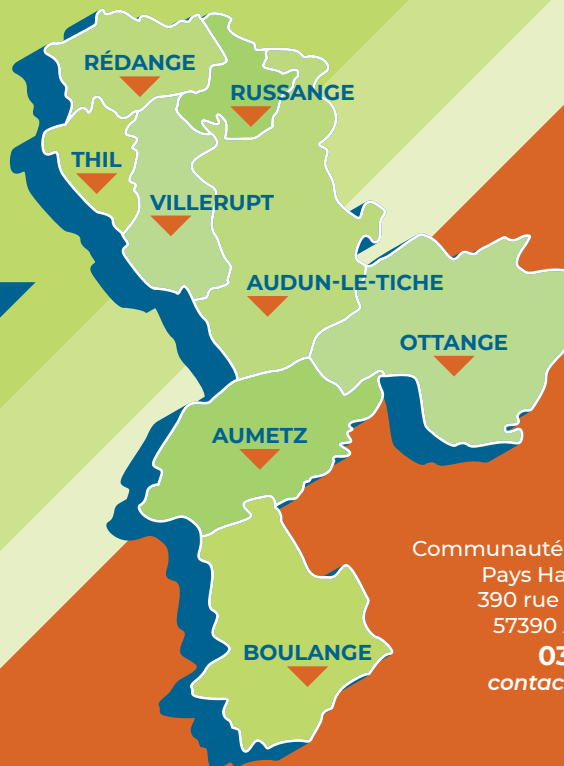 RÉDANGE
RUSSANGE
THIL
VILLERUPT
AUDUN-LE-TICHE
OTTANGE
AUMETZ
Communauté
Pays Ha
390 rue
57390
03
contac
BOULANGE